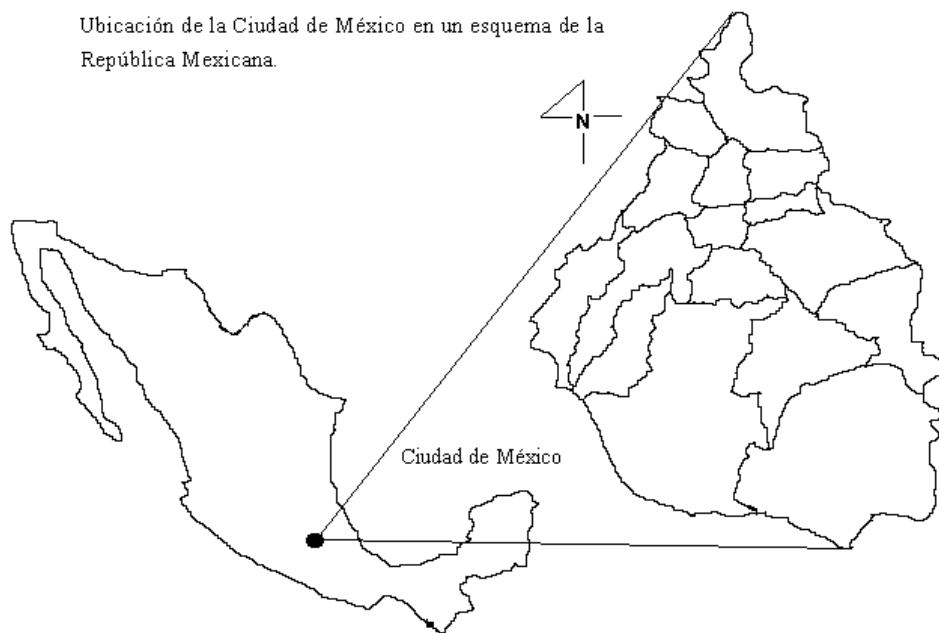 Ubicación de la Ciudad de México en un esquema de la
República Mexicana.
N
Ciudad de México